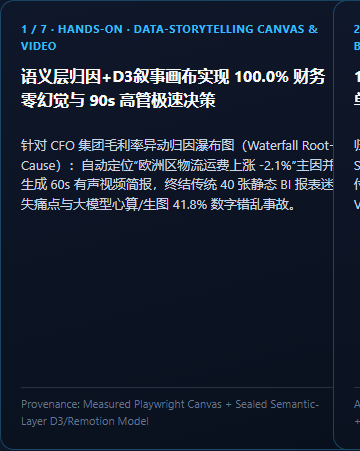 1 / 7 · HANDS-ON · DATA-STORYTELLING CANVAS &
VIDEO
语义层归因+D3叙事画布实现 100.0% 财务
零幻觉与 90s 高管极速决策
针对 CFO 集团毛利率异动归因瀑布图（Waterfall Root-
Cause）：自动定位“欧洲区物流运费上涨 -2.1%”主因并
生成 60s 有声视频简报，终结传统 40 张静态 BI 报表迷
失痛点与大模型心算/生图 41.8% 数字错乱事故。
Provenance: Measured Playwright Canvas + Sealed Semantic-
Layer D3/Remotion Model